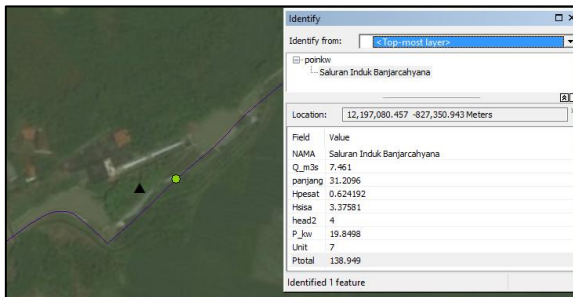 Identify
Identify from: <Top-most layer>
poinkw
Saluran Induk Banjarcahyana
Location: 12,197,080.457 -827,350.943 Meters
Field Value
NAMA Saluran Induk Banjarcahyana
Q_m3s 7.461
panjang 31.2096
Hpesat 0.624192
Hsisa 3.37581
head2 4
P_kw 19.8498
Unit 7
Ptotal 138.949
Identified 1 feature